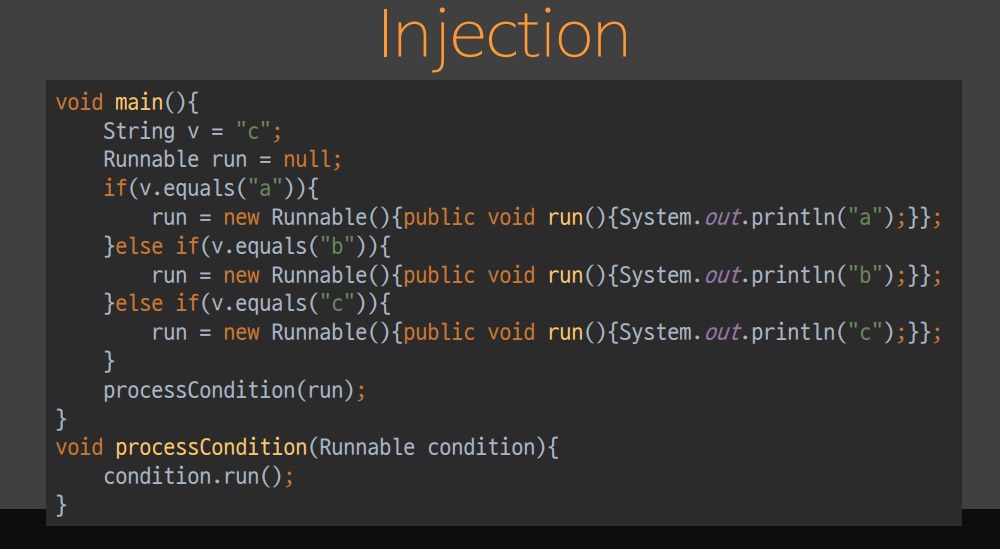 Injection
void main(){
    String v = "c";
    Runnable run = null;
    if(v.equals("a")){
        run = new Runnable(){public void run(){System.out.println("a");}};
    }else if(v.equals("b")){
        run = new Runnable(){public void run(){System.out.println("b");}};
    }else if(v.equals("c")){
        run = new Runnable(){public void run(){System.out.println("c");}};
    }
    processCondition(run);
}
void processCondition(Runnable condition){
    condition.run();
}